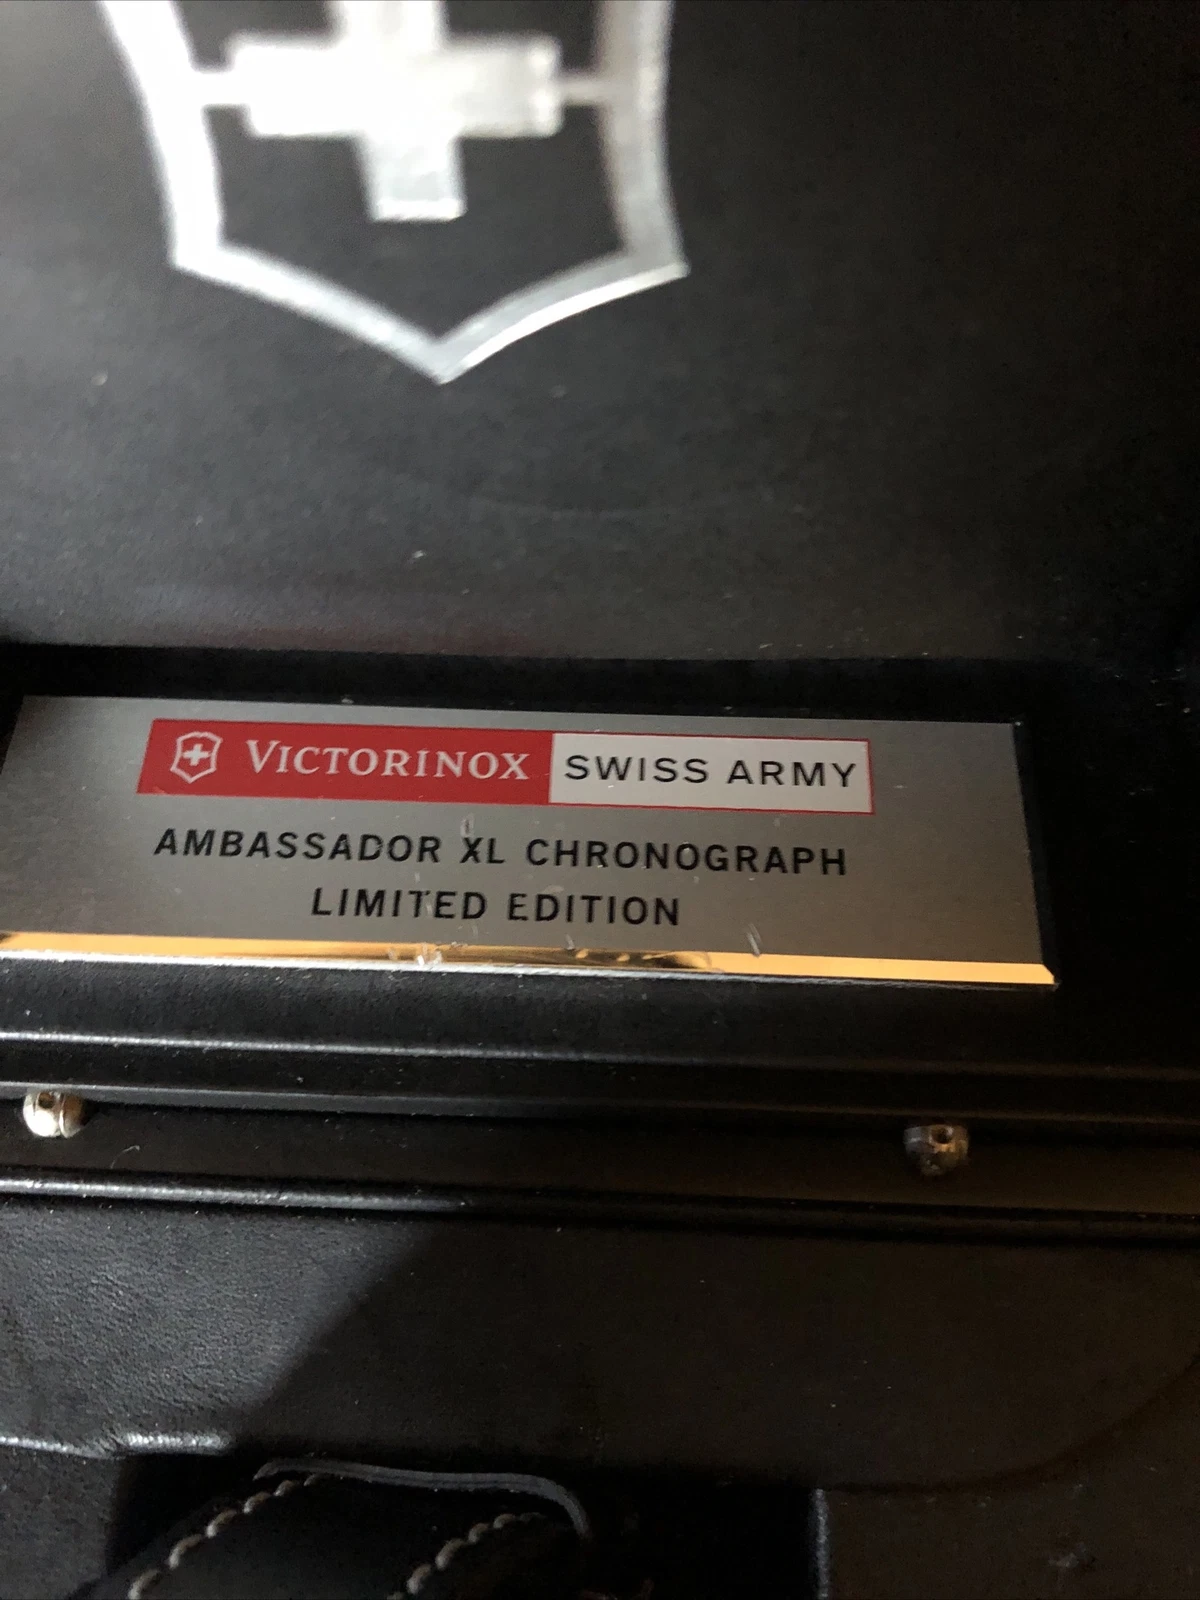 VICTORINOX SWISS ARMY
AMBASSADOR XL CHRONOGRAPH
LIMITED EDITION